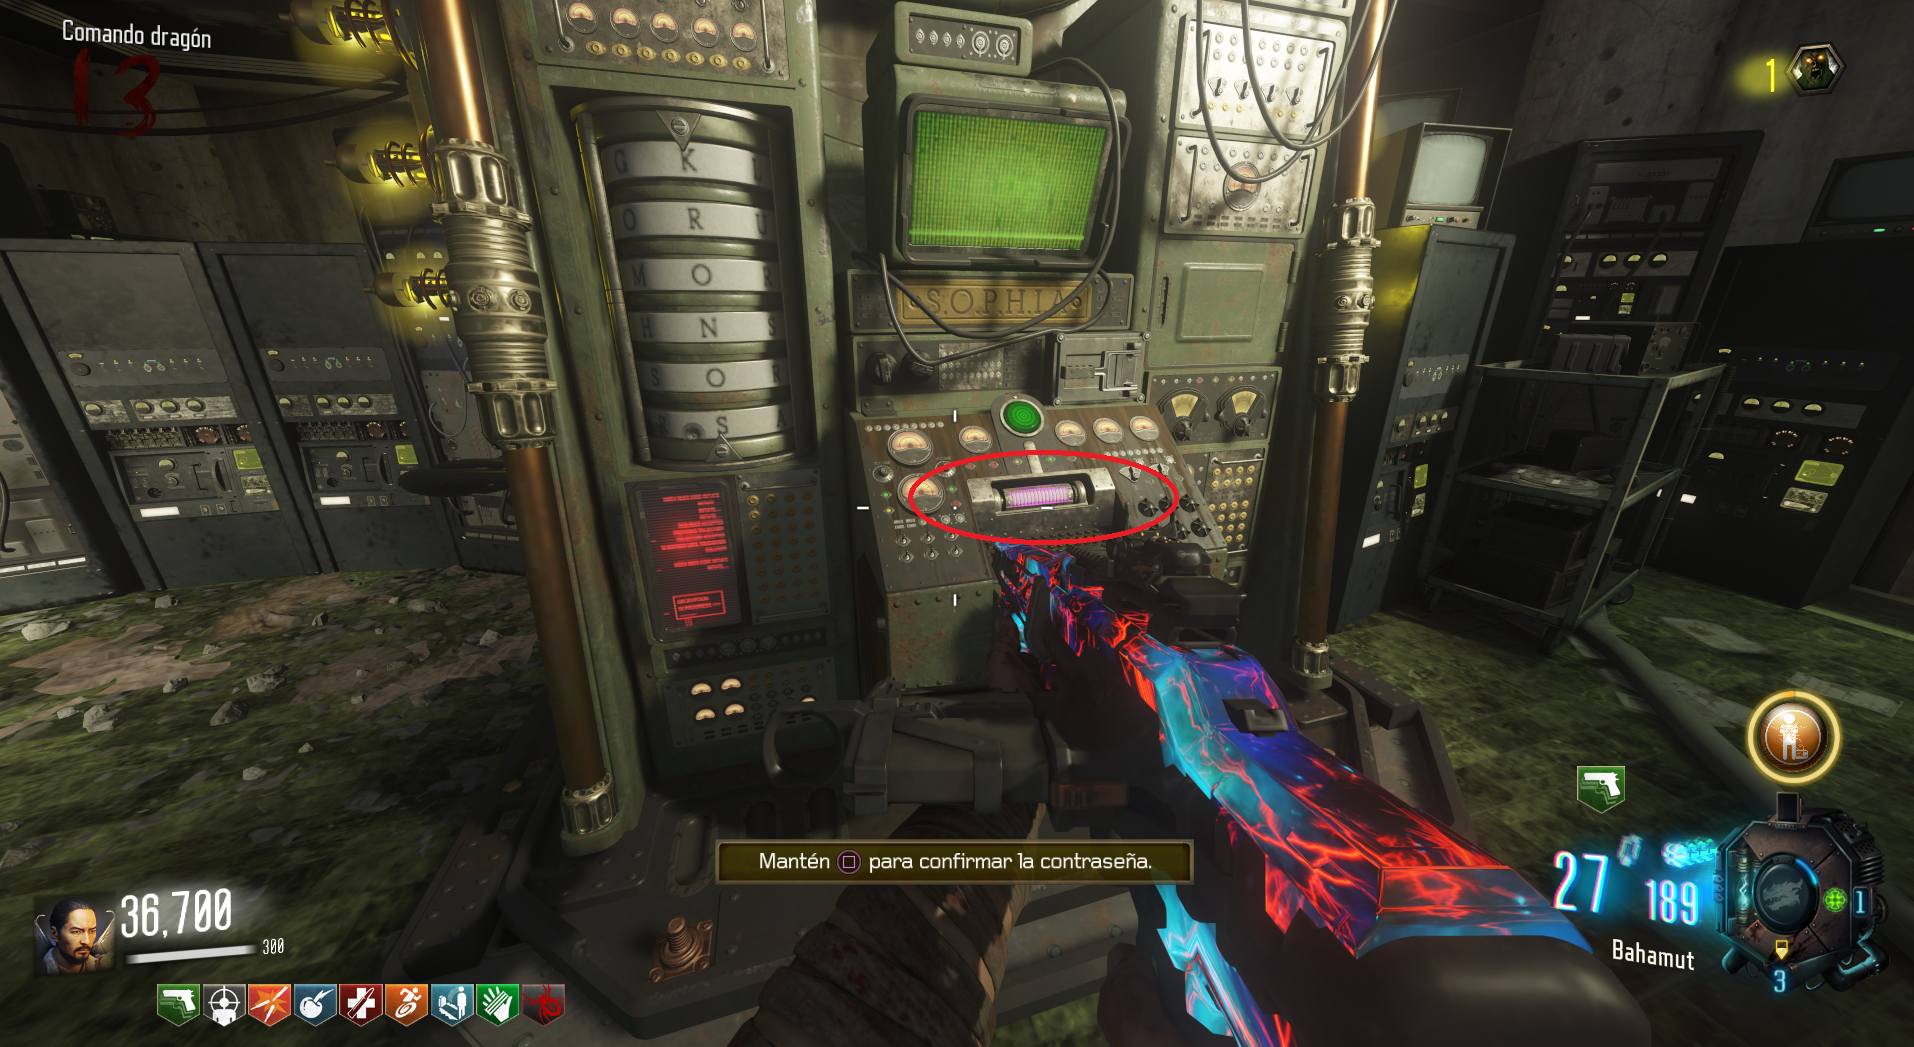 Comando dragón
13
1
G K U
O R U
M O R
H N S
S O R
R S A
S.O.P.H.I.A
Mantén para confirmar la contraseña.
36,700
300
27
189
1
Bahamut
3